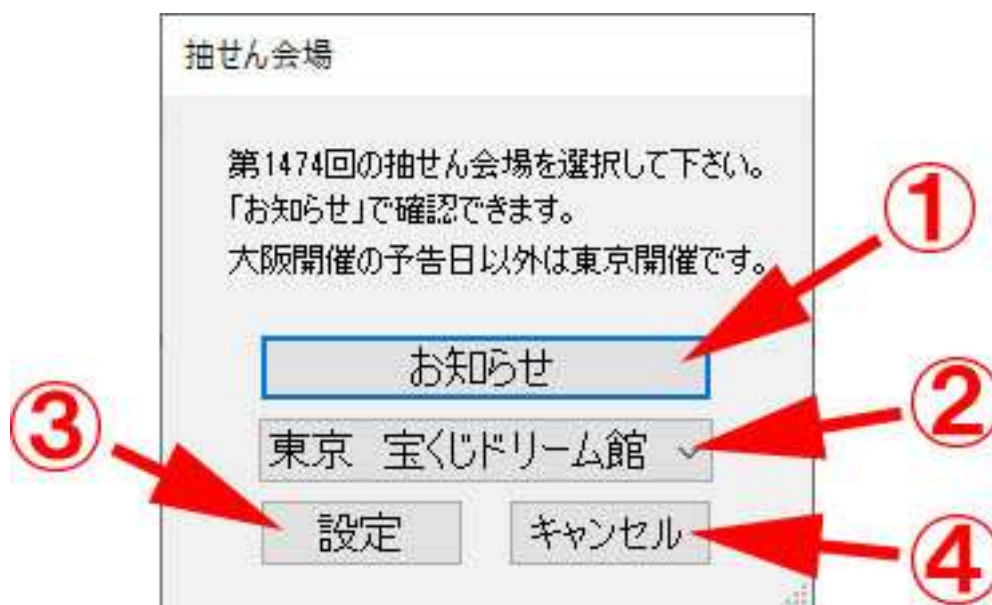 抽せん会場
第1474回の抽せん会場を選択して下さい。
「お知らせ」で確認できます。
大阪開催の予告日以外は東京開催です。
①
お知らせ
②
東京 宝くじドリーム館
③
設定
キャンセル
④